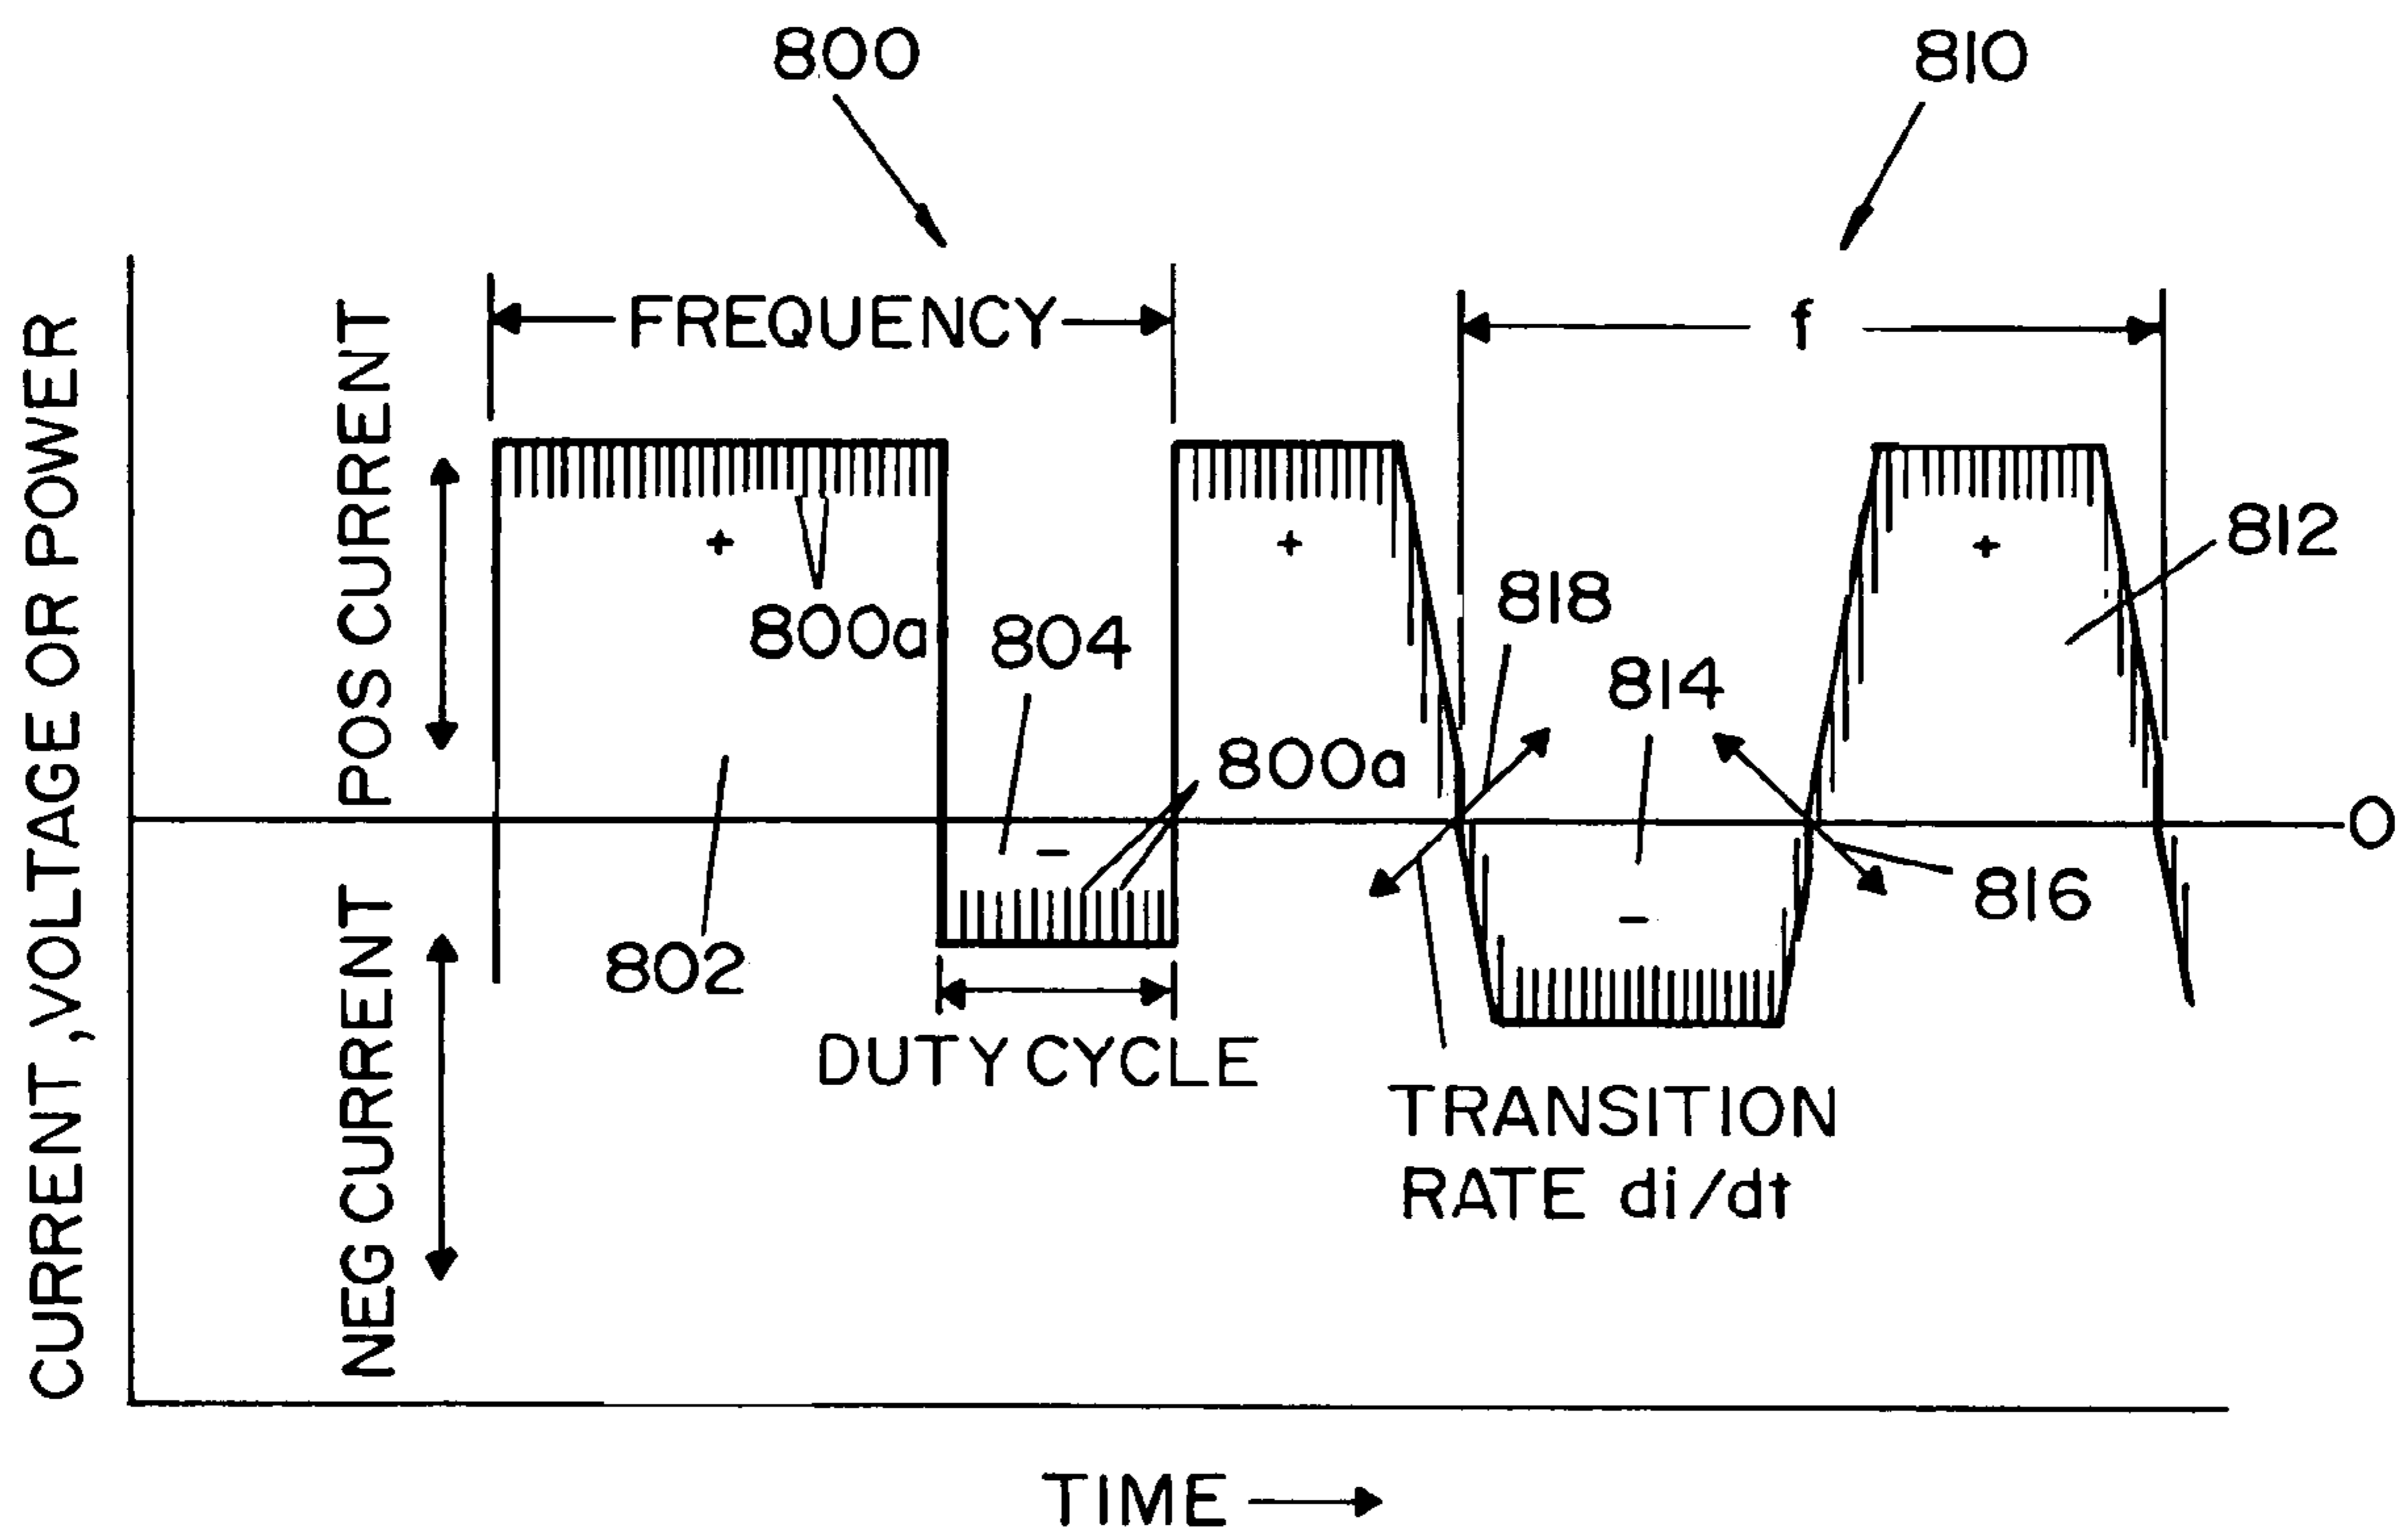 800
810
FREQUENCY
f
CURRENT, VOLTAGE OR POWER
POS CURRENT
NEG CURRENT
+
+
+
800a
804
818
812
814
800a
O
-
-
802
816
DUTY CYCLE
TRANSITION
RATE di/dt
TIME